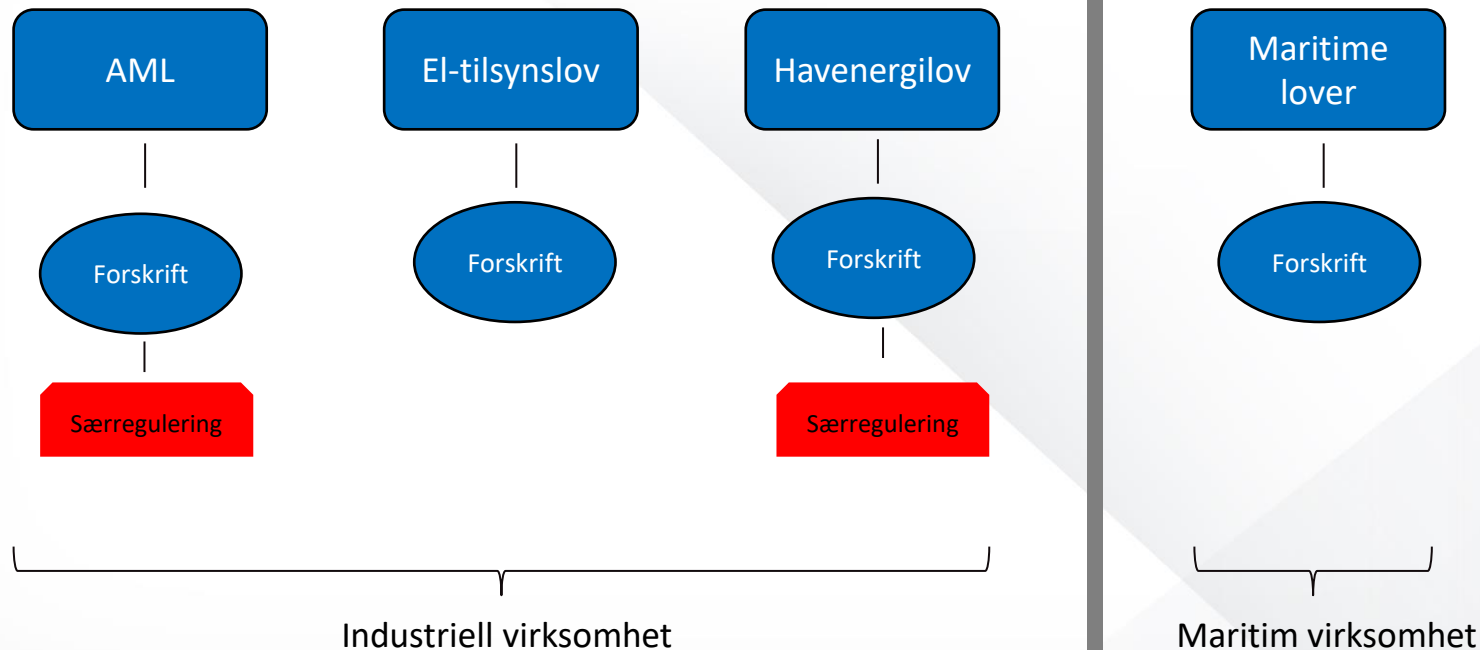 AML
El-tilsynslov
Havenergilov
Maritime
lover
Forskrift
Forskrift
Forskrift
Forskrift
Særregulering
Særregulering
Industriell virksomhet
Maritim virksomhet